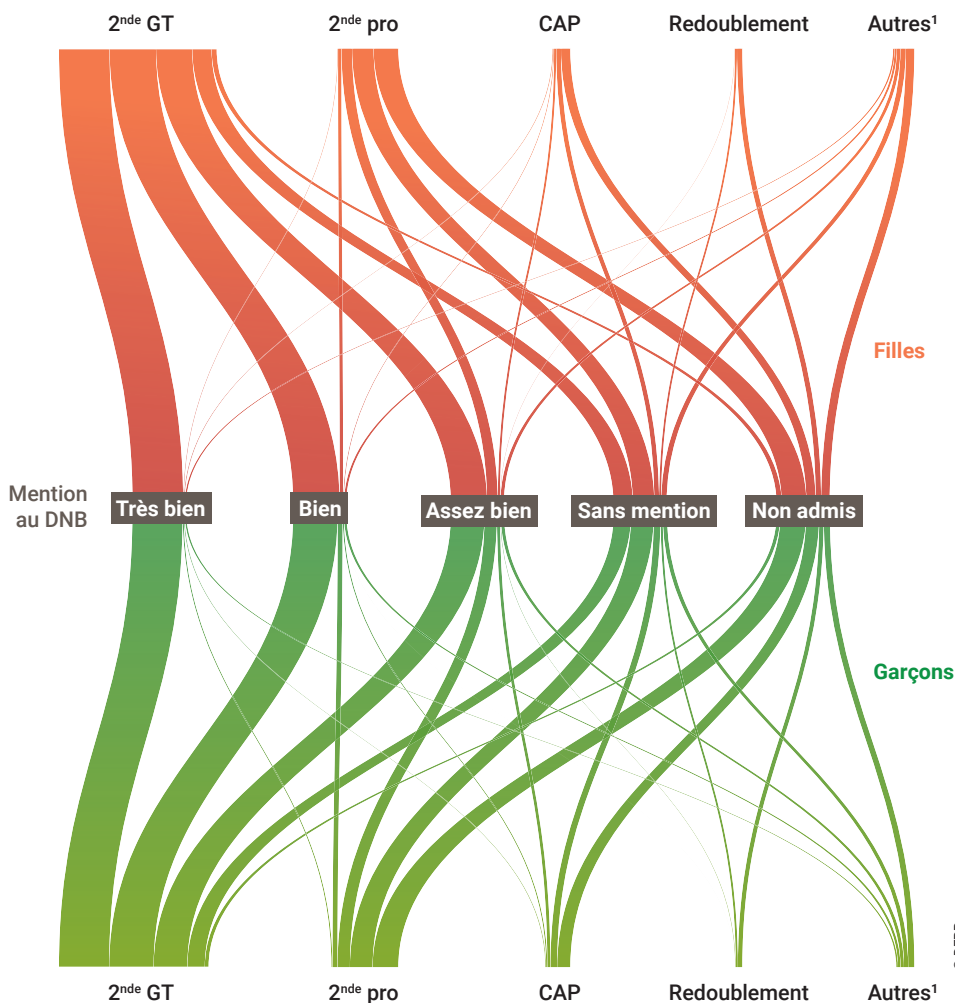 2nde GT 2nde pro CAP Redoublement Autres¹
Filles
Mention
au DNB
Très bien Bien Assez bien Sans mention Non admis
Garçons
2nde GT 2nde pro CAP Redoublement Autres¹